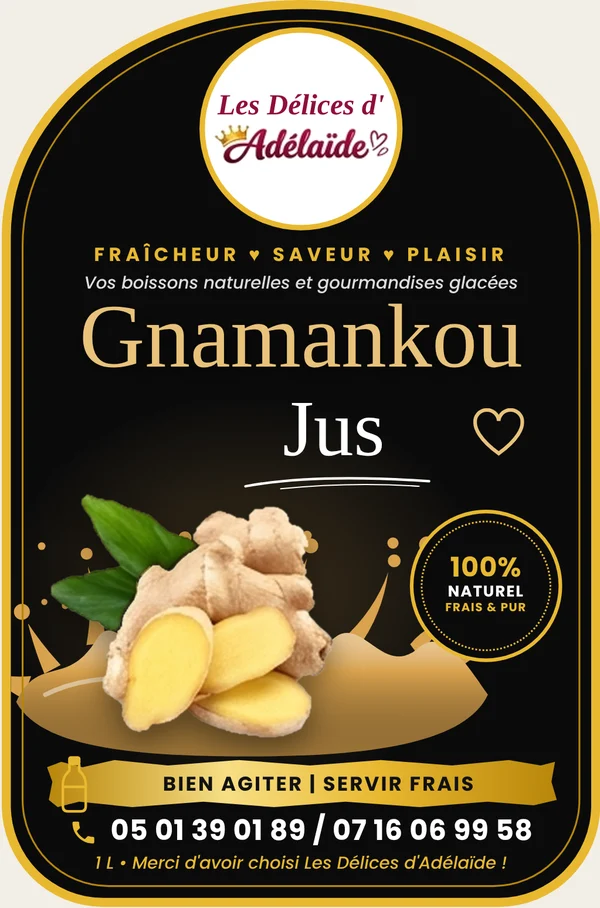 Les Délices d'
Adélaïde
FRAÎCHEUR ♥ SAVEUR ♥ PLAISIR
Vos boissons naturelles et gourmandises glacées
Gnamankou
Jus
100%
NATUREL
FRAIS & PUR
BIEN AGITER | SERVIR FRAIS
05 01 39 01 89 / 07 16 06 99 58
1 L • Merci d'avoir choisi Les Délices d'Adélaïde !